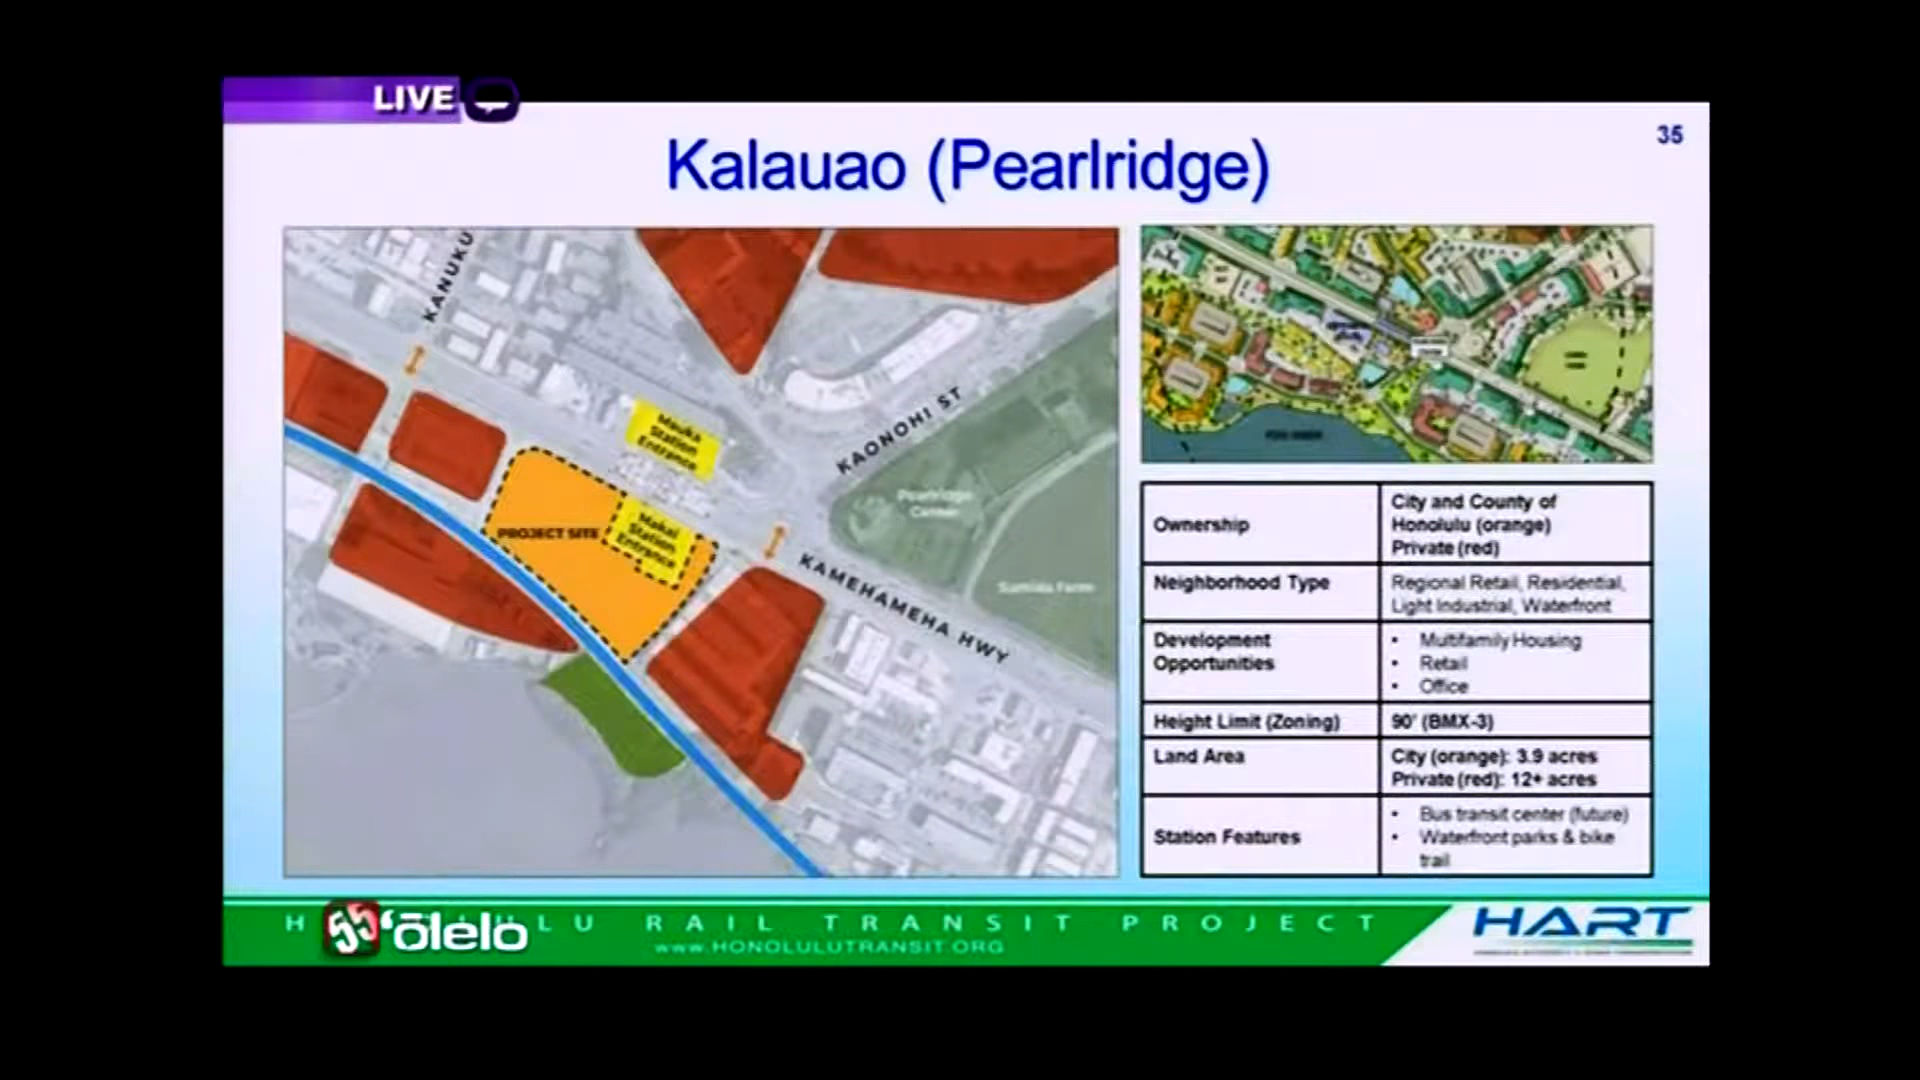 LIVE
35
Kalauao (Pearlridge)
KANUKU
Mauka
Station
Entrance
KAONOHI ST
Pearlridge
Center
PROJECT SITE
Makai
Station
Entrance
KAMEHAMEHA HWY
Sumida Farm
Ownership
City and County of
Honolulu (orange)
Private (red)
Neighborhood Type
Regional Retail, Residential,
Light Industrial, Waterfront
Development
Opportunities
• Multifamily Housing
• Retail
• Office
Height Limit (Zoning)
90' (BMX-3)
Land Area
City (orange): 3.9 acres
Private (red): 12+ acres
Station Features
• Bus transit center (future)
• Waterfront parks & bike
trail
H LULU RAIL TRANSIT PROJECT
55 'ōlelo
WWW.HONOLULUTRANSIT.ORG
HART